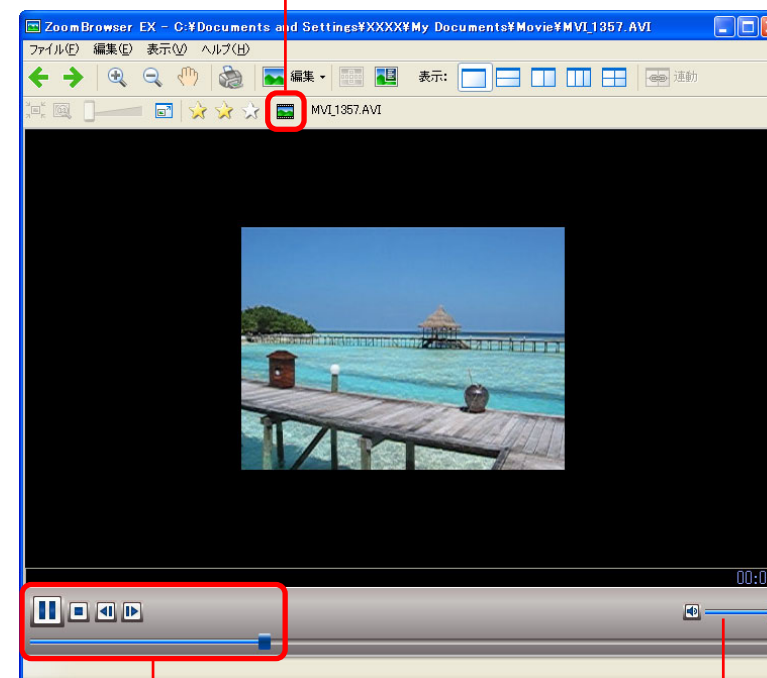 ZoomBrowser EX - C:¥Documents and Settings¥XXXX¥My Documents¥Movie¥MVI_1357.AVI
ファイル(F) 編集(E) 表示(V) ヘルプ(H)
編集 表示: 連動
MVI_1357.AVI
00:0